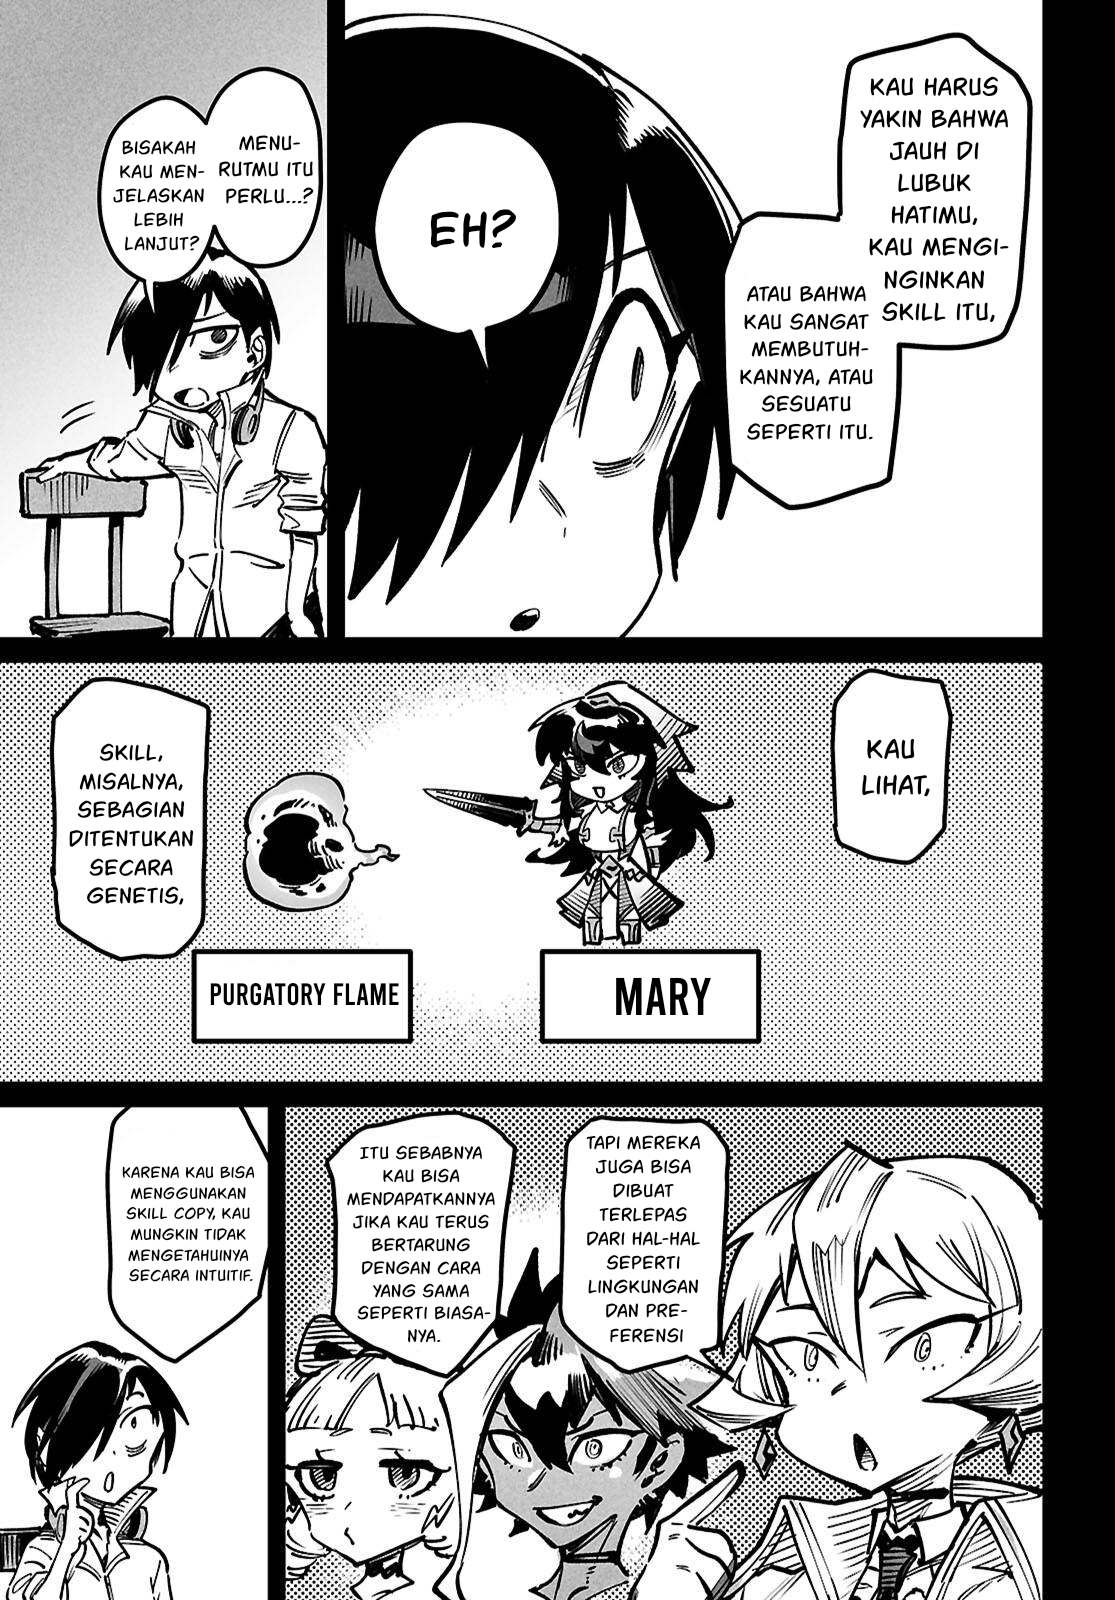 KAU HARUS
YAKIN BAHWA
JAUH DI
LUBUK
HATIMU,
KAU MENGI-
NGINKAN
SKILL ITU,
ATAU BAHWA
KAU SANGAT
MEMBUTUH-
KANNYA, ATAU
SESUATU
SEPERTI ITU.
EH?
MENU-
RUTMU ITU
PERLU...?
BISAKAH
KAU MEN-
JELASKAN
LEBIH
LANJUT?
KAU
LIHAT,
MARY
PURGATORY FLAME
SKILL,
MISALNYA,
SEBAGIAN
DITENTUKAN
SECARA
GENETIS,
TAPI MEREKA
JUGA BISA
DIBUAT
TERLEPAS
DARI HAL-HAL
SEPERTI
LINGKUNGAN
DAN PRE-
FERENSI
ITU SEBABNYA
KAU BISA
MENDAPATKANNYA
JIKA KAU TERUS
BERTARUNG
DENGAN CARA
YANG SAMA
SEPERTI BIASA-
NYA.
KARENA KAU BISA
MENGGUNAKAN
SKILL COPY, KAU
MUNGKIN TIDAK
MENGETAHUINYA
SECARA INTUITIF.